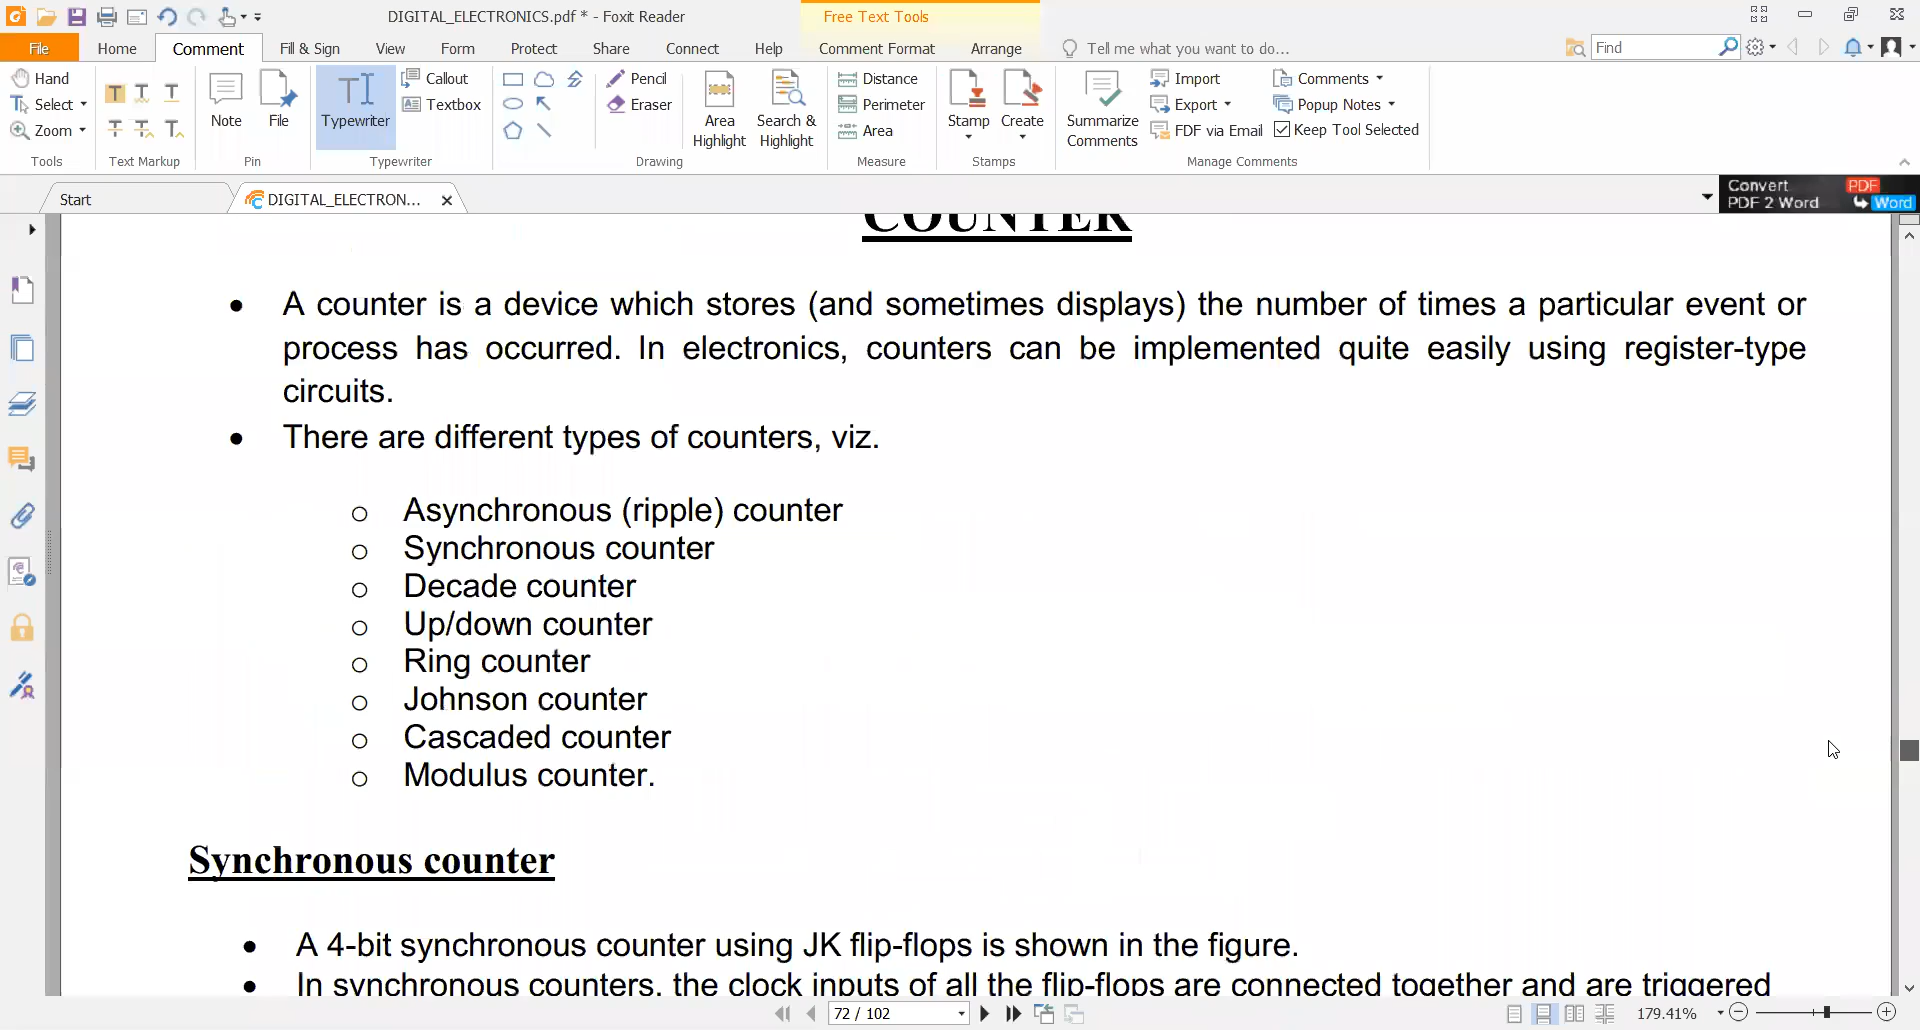 DIGITAL_ELECTRONICS.pdf * - Foxit Reader
Free Text Tools
File Home Comment Fill & Sign View Form Protect Share Connect Help Comment Format Arrange Tell me what you want to do... Find
Hand
Select
Zoom
Tools
Text Markup
Note
File
Pin
Typewriter
Callout
Textbox
Typewriter
Pencil
Eraser
Area Highlight
Search & Highlight
Drawing
Distance
Perimeter
Area
Measure
Stamp
Create
Stamps
Summarize Comments
Import
Export
FDF via Email
Comments
Popup Notes
Keep Tool Selected
Manage Comments
Start
DIGITAL_ELECTRON...
Convert PDF
PDF 2 Word Word
COUNTER
• A counter is a device which stores (and sometimes displays) the number of times a particular event or
process has occurred. In electronics, counters can be implemented quite easily using register-type
circuits.
• There are different types of counters, viz.
o Asynchronous (ripple) counter
o Synchronous counter
o Decade counter
o Up/down counter
o Ring counter
o Johnson counter
o Cascaded counter
o Modulus counter.
Synchronous counter
• A 4-bit synchronous counter using JK flip-flops is shown in the figure.
• In synchronous counters, the clock inputs of all the flip-flops are connected together and are triggered
72 / 102
179.41%